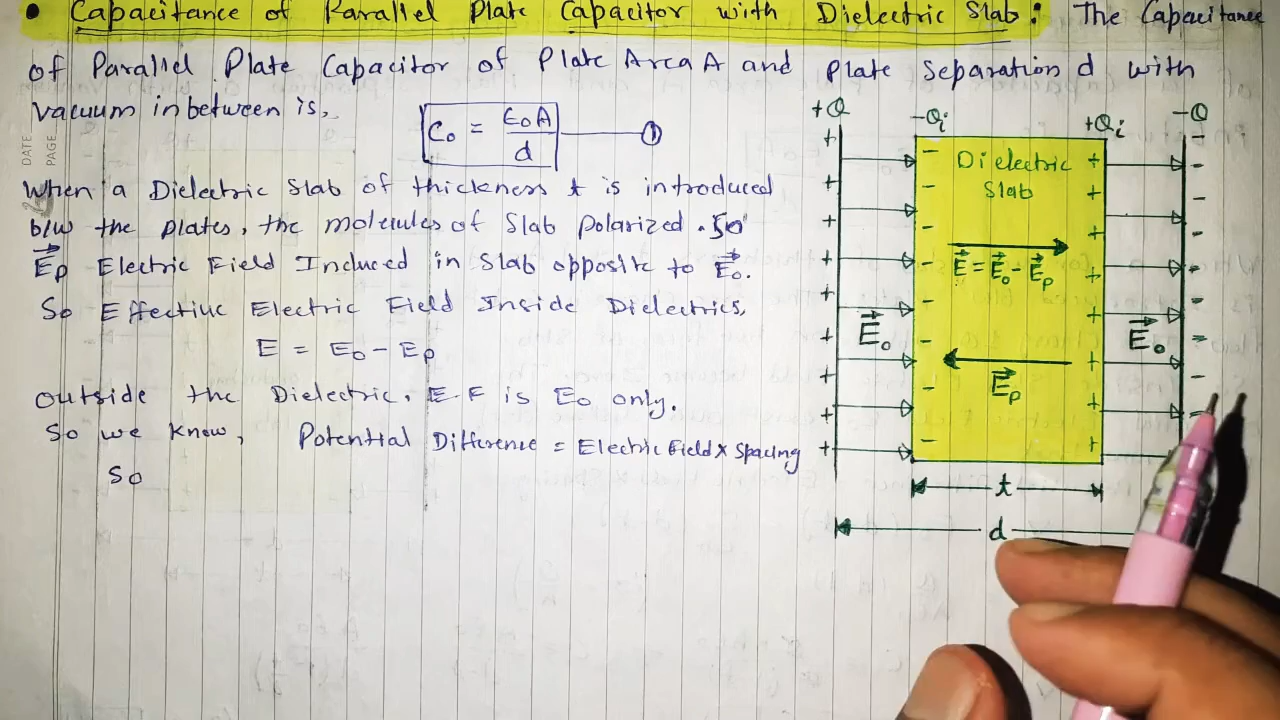 • Capacitance of Parallel Plate Capacitor with Dielectric Slab: The Capacitance
of Parallel Plate Capacitor of Plate Area A and Plate Separation d with
vacuum inbetween is,
C₀ = ε₀A/d ①
When a Dielectric Slab of thickness t is introduced
b/w the plates, the molecules of Slab Polarized. So
E⃗p Electric Field Induced in Slab opposite to E⃗₀.
So Effective Electric Field Inside Dielectrics,
E = E₀ - Ep
Outside the Dielectric, E.F is E₀ only.
So we know, Potential Difference = Electric Field × Spacing
So
DATE
PAGE
+Q -Qi +Qi -Q
Dielectric
Slab
E⃗ = E⃗₀ - E⃗p
E⃗₀ E⃗₀
E⃗p
t
d